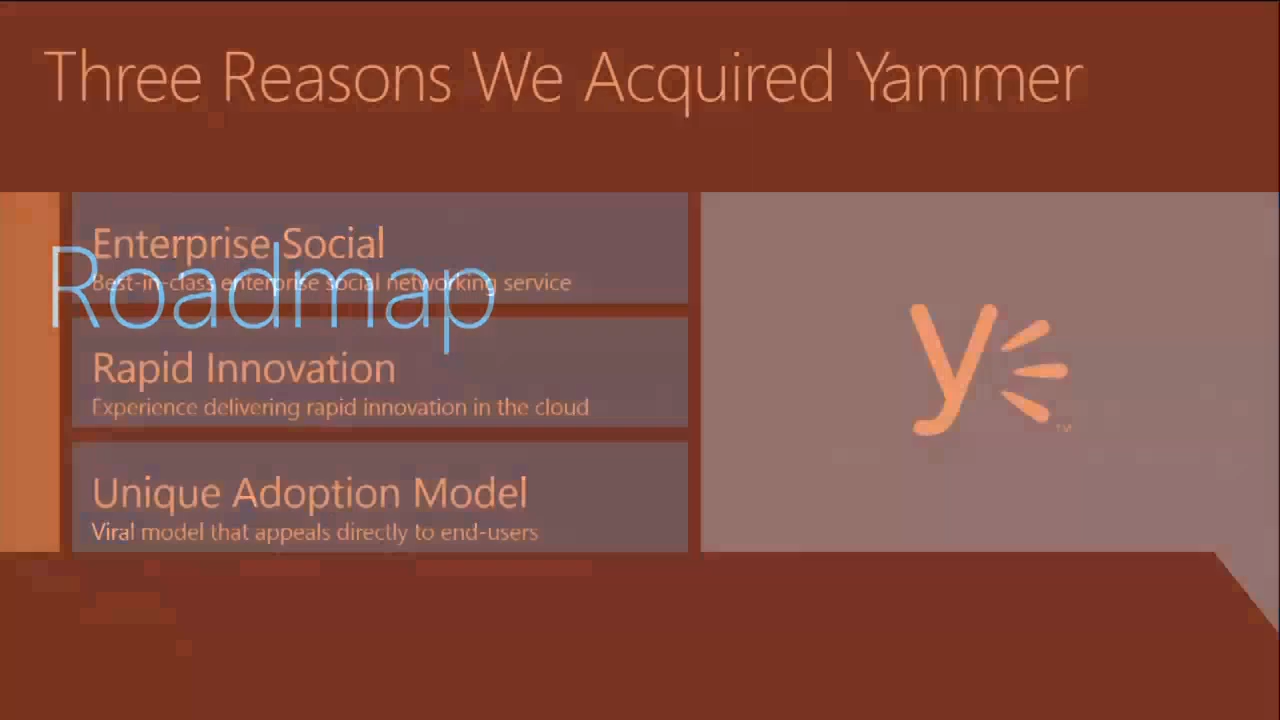 Three Reasons We Acquired Yammer
Enterprise Social
Roadmap
Best-in-class enterprise social networking service
Rapid Innovation
Experience delivering rapid innovation in the cloud
Unique Adoption Model
Viral model that appeals directly to end-users
y
TM